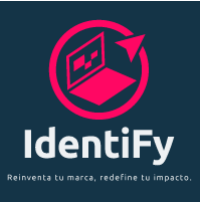 IdentiFy
Reinventa tu marca, redefine tu impacto.